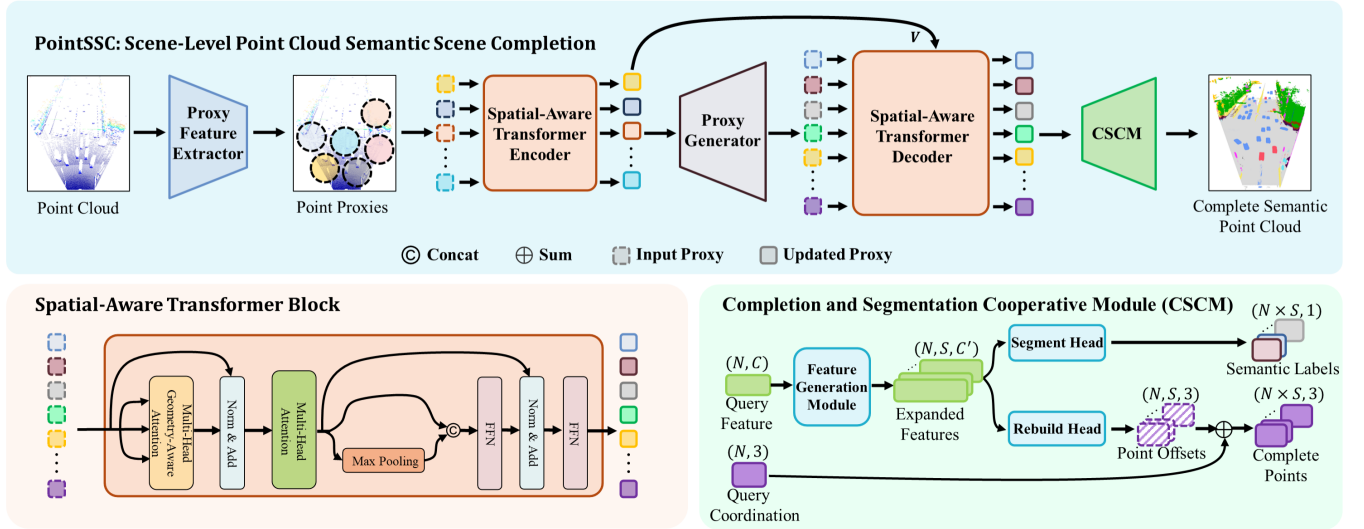 PointSSC: Scene-Level Point Cloud Semantic Scene Completion
V
Proxy
Feature
Extractor
Spatial-Aware
Transformer
Encoder
Proxy
Generator
Spatial-Aware
Transformer
Decoder
CSCM
Point Cloud
Point Proxies
Complete Semantic
Point Cloud
© Concat
⊕ Sum
Input Proxy
Updated Proxy
Spatial-Aware Transformer Block
Multi-Head
Geometry-Aware
Attention
Norm & Add
Multi-Head
Attention
Max Pooling
©
FFN
Norm & Add
FFN
Completion and Segmentation Cooperative Module (CSCM)
(N, C)
Query
Feature
Feature
Generation
Module
(N, S, C′)
Expanded
Features
Segment Head
(N × S, 1)
Semantic Labels
Rebuild Head
(N, S, 3)
Point Offsets
⊕
(N × S, 3)
Complete
Points
(N, 3)
Query
Coordination